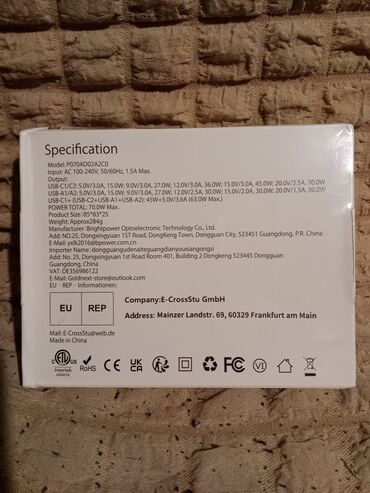 Specification
Model: P070AD02A2C0
Input: AC 100-240V, 50/60Hz, 1.5A Max.
Output:
USB-C1/C2: 5.0V/3.0A, 15.0W; 9.0V/3.0A, 27.0W; 12.0V/3.0A, 36.0W; 15.0V/3.0A, 45.0W; 20.0V/3.5A, 70.0W
USB-A1/A2: 5.0V/3.0A, 15.0W; 9.0V/3.0A, 27.0W; 12.0V/2.5A, 30.0W; 15.0V/2.0A, 30.0W; 20.0V/1.5A, 30.0W
USB-C1+ (USB-C2+USB-A1+USB-A2): 45W+5.0V/3.6A (63.0W Max.)
POWER TOTAL: 70.0W Max.
Product Size:85*83*25
Weight: Approx284g
Manufacturer: Brightpower Optoelectronic Technology Co., Ltd.
Add: NO.25, Dongxingyuan 1ST Road, DongKeng Town, Dongguan City, 523451 Guangdong, P.R. China
E-mail: yolk2016@bpower.com.cn
Importer/Name: dongguangudenaiteguangdianyouxiangongsi
Add: No. 25, Dongxingyuan 1st Road Room 401, Building 2 Dongkeng 523445 Dongguan
Guangdong, China
E-mail: Goldnext-store@outlook.com
VAT: DE356986122
EU · REP · Informationen:
EU REP
Company:E-CrossStu GmbH
Address: Mainzer Landstr. 69, 60329 Frankfurt am Main
Mail: E-CrossStu@web.de
Made in China
ETL
C US
Intertek
RoHS
CE
UK
CA
FC
VI